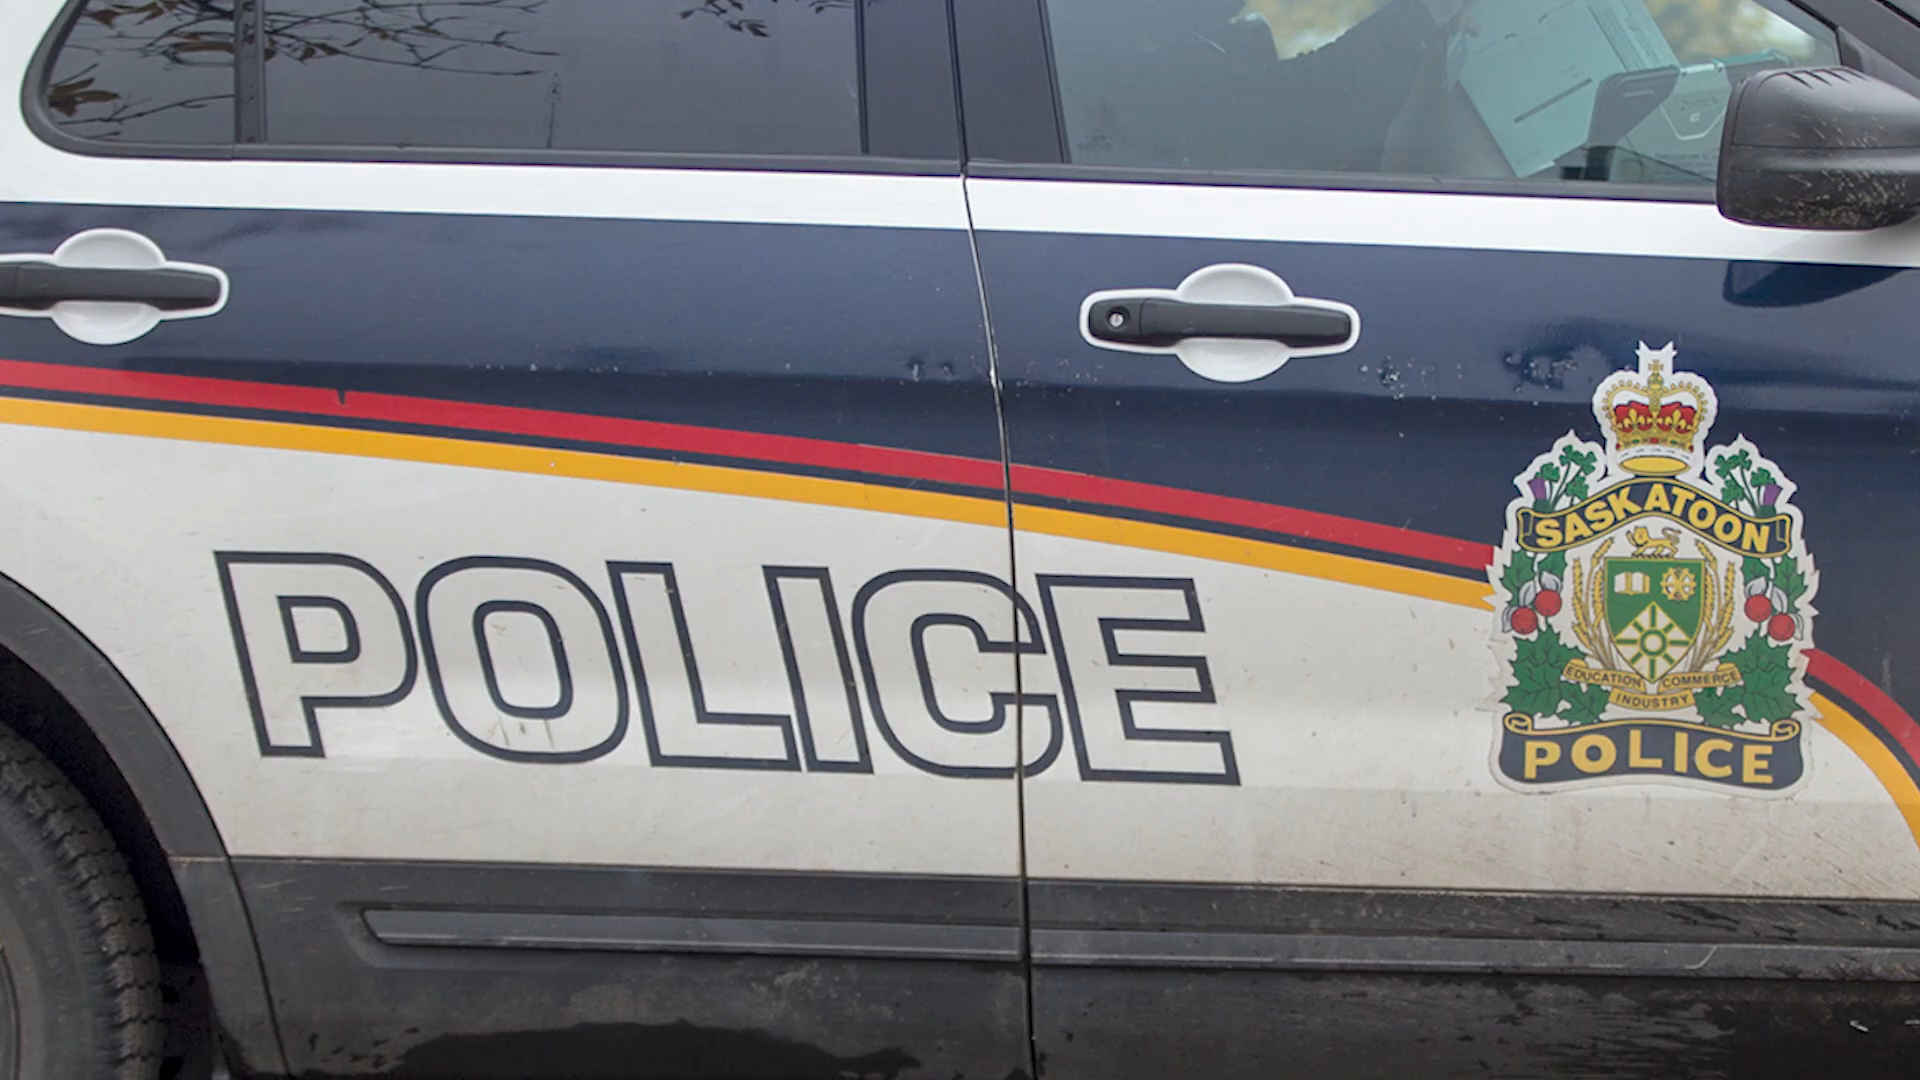 POLICE
SASKATOON
EDUCATION COMMERCE
INDUSTRY
POLICE